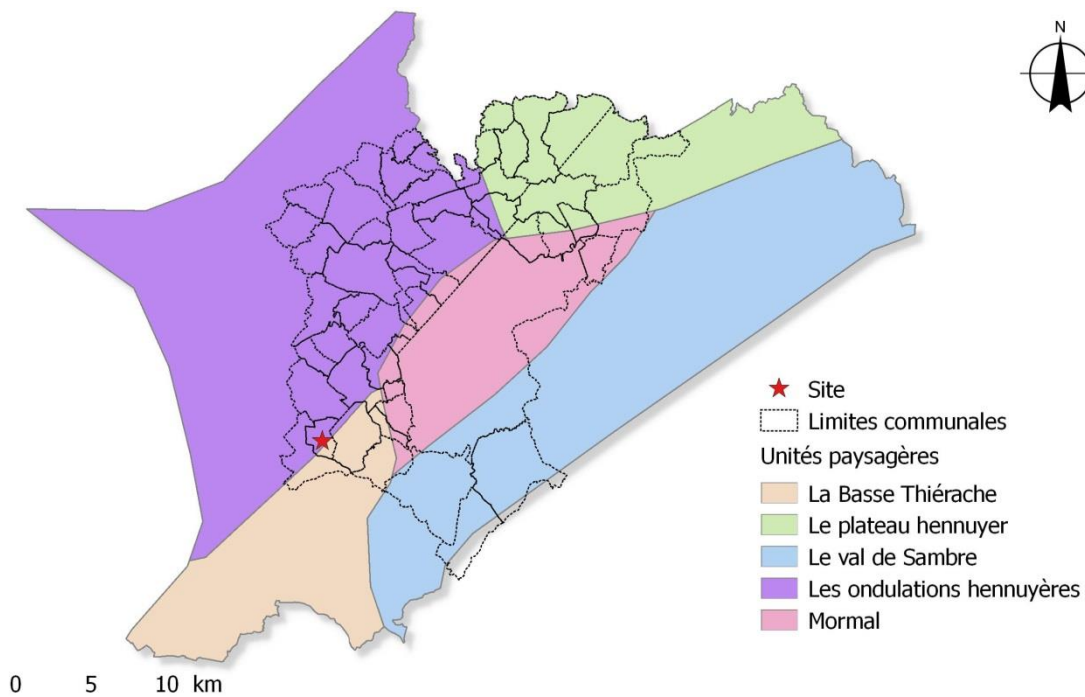 N
Site
Limites communales
Unités paysagères
La Basse Thiérache
Le plateau hennuyer
Le val de Sambre
Les ondulations hennuyères
Mormal
0 5 10 km